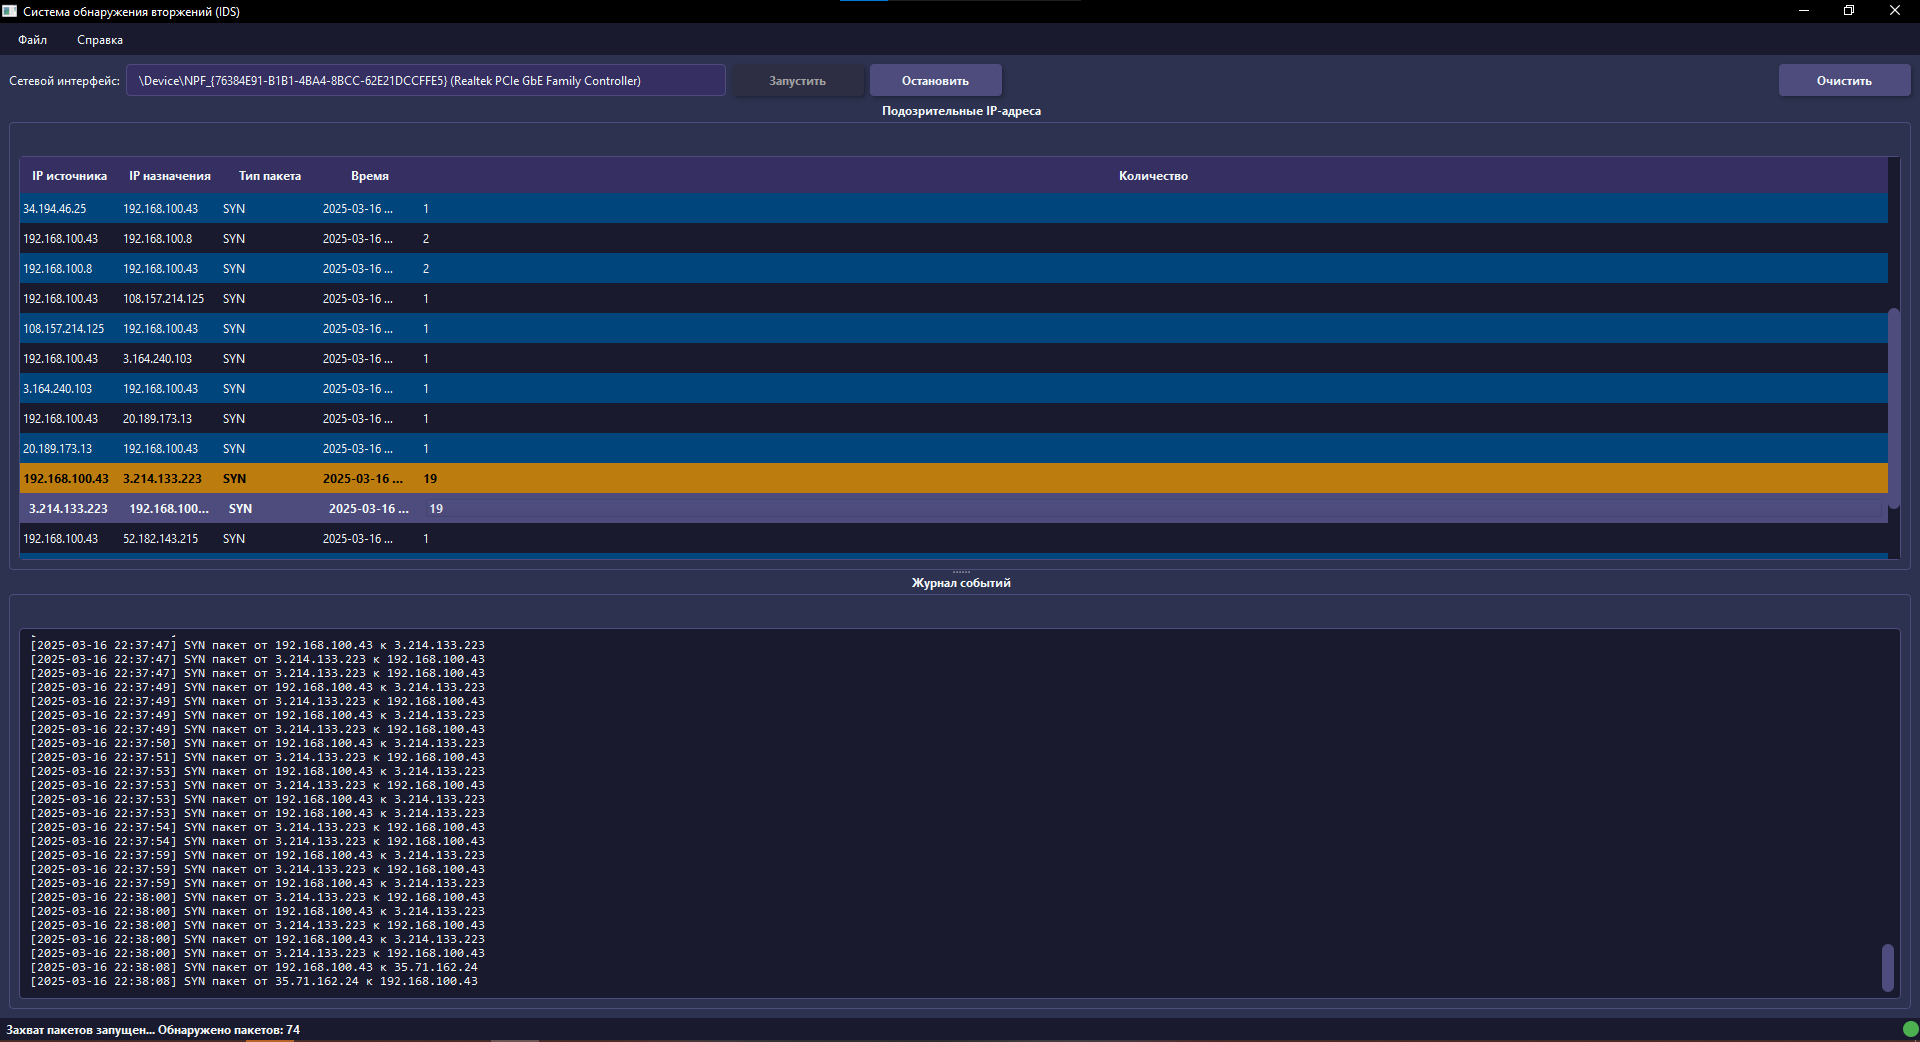 Система обнаружения вторжений (IDS)
Файл Справка
Сетевой интерфейс: \Device\NPF_{76384E91-B1B1-4BA4-8BCC-62E21DCCFFE5} (Realtek PCIe GbE Family Controller) Запустить Остановить Очистить
Подозрительные IP-адреса
IP источника IP назначения Тип пакета Время Количество
34.194.46.25 192.168.100.43 SYN 2025-03-16 ... 1
192.168.100.43 192.168.100.8 SYN 2025-03-16 ... 2
192.168.100.8 192.168.100.43 SYN 2025-03-16 ... 2
192.168.100.43 108.157.214.125 SYN 2025-03-16 ... 1
108.157.214.125 192.168.100.43 SYN 2025-03-16 ... 1
192.168.100.43 3.164.240.103 SYN 2025-03-16 ... 1
3.164.240.103 192.168.100.43 SYN 2025-03-16 ... 1
192.168.100.43 20.189.173.13 SYN 2025-03-16 ... 1
20.189.173.13 192.168.100.43 SYN 2025-03-16 ... 1
192.168.100.43 3.214.133.223 SYN 2025-03-16 ... 19
3.214.133.223 192.168.100... SYN 2025-03-16 ... 19
192.168.100.43 52.182.143.215 SYN 2025-03-16 ... 1
Журнал событий
[2025-03-16 22:37:47] SYN пакет от 192.168.100.43 к 3.214.133.223
[2025-03-16 22:37:47] SYN пакет от 3.214.133.223 к 192.168.100.43
[2025-03-16 22:37:47] SYN пакет от 3.214.133.223 к 192.168.100.43
[2025-03-16 22:37:49] SYN пакет от 192.168.100.43 к 3.214.133.223
[2025-03-16 22:37:49] SYN пакет от 3.214.133.223 к 192.168.100.43
[2025-03-16 22:37:49] SYN пакет от 192.168.100.43 к 3.214.133.223
[2025-03-16 22:37:49] SYN пакет от 3.214.133.223 к 192.168.100.43
[2025-03-16 22:37:50] SYN пакет от 192.168.100.43 к 3.214.133.223
[2025-03-16 22:37:51] SYN пакет от 3.214.133.223 к 192.168.100.43
[2025-03-16 22:37:53] SYN пакет от 192.168.100.43 к 3.214.133.223
[2025-03-16 22:37:53] SYN пакет от 3.214.133.223 к 192.168.100.43
[2025-03-16 22:37:53] SYN пакет от 192.168.100.43 к 3.214.133.223
[2025-03-16 22:37:53] SYN пакет от 192.168.100.43 к 3.214.133.223
[2025-03-16 22:37:54] SYN пакет от 3.214.133.223 к 192.168.100.43
[2025-03-16 22:37:54] SYN пакет от 3.214.133.223 к 192.168.100.43
[2025-03-16 22:37:59] SYN пакет от 192.168.100.43 к 3.214.133.223
[2025-03-16 22:37:59] SYN пакет от 3.214.133.223 к 192.168.100.43
[2025-03-16 22:37:59] SYN пакет от 192.168.100.43 к 3.214.133.223
[2025-03-16 22:38:00] SYN пакет от 3.214.133.223 к 192.168.100.43
[2025-03-16 22:38:00] SYN пакет от 192.168.100.43 к 3.214.133.223
[2025-03-16 22:38:00] SYN пакет от 3.214.133.223 к 192.168.100.43
[2025-03-16 22:38:00] SYN пакет от 192.168.100.43 к 3.214.133.223
[2025-03-16 22:38:00] SYN пакет от 3.214.133.223 к 192.168.100.43
[2025-03-16 22:38:08] SYN пакет от 192.168.100.43 к 35.71.162.24
[2025-03-16 22:38:08] SYN пакет от 35.71.162.24 к 192.168.100.43
Захват пакетов запущен... Обнаружено пакетов: 74